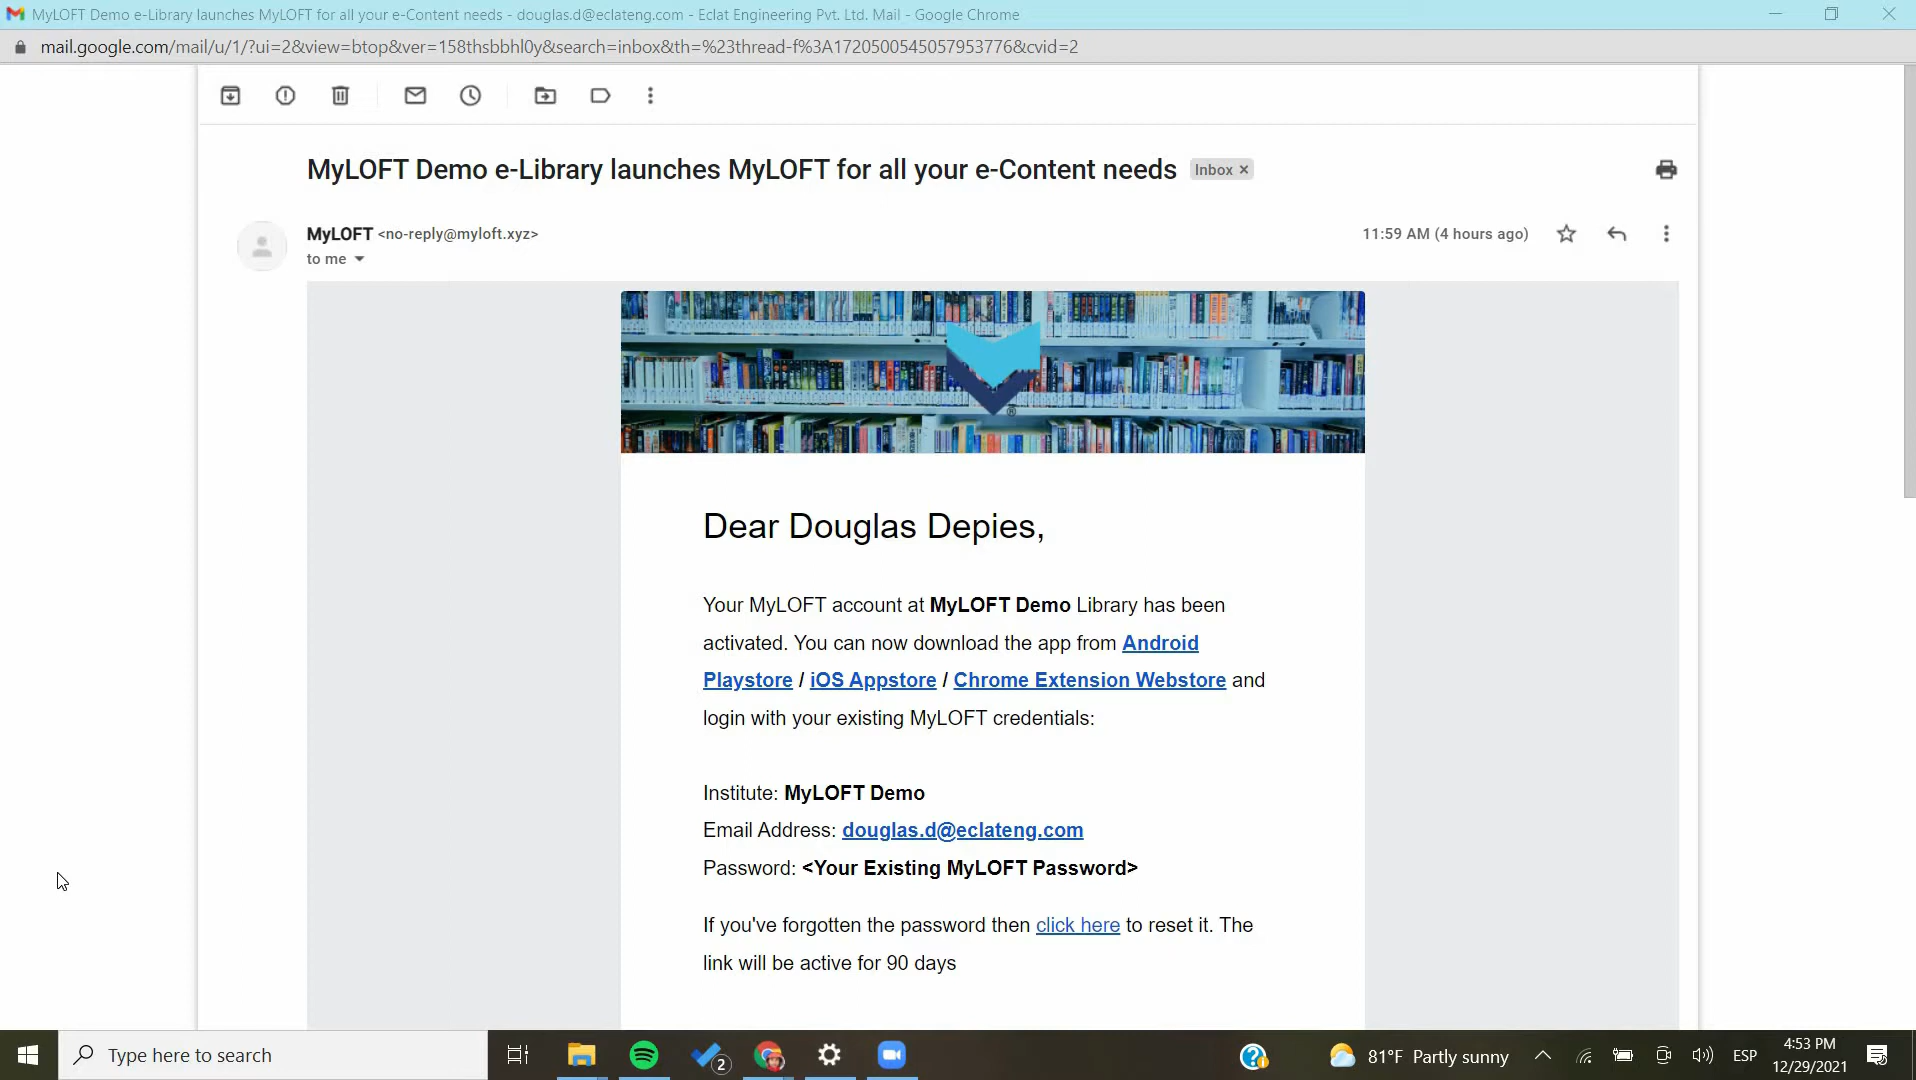 MyLOFT Demo e-Library launches MyLOFT for all your e-Content needs - douglas.d@eclateng.com - Eclat Engineering Pvt. Ltd. Mail - Google Chrome
mail.google.com/mail/u/1/?ui=2&view=btop&ver=158thsbbhl0y&search=inbox&th=%23thread-f%3A1720500545057953776&cvid=2
MyLOFT Demo e-Library launches MyLOFT for all your e-Content needs Inbox ×
MyLOFT <no-reply@myloft.xyz> 11:59 AM (4 hours ago)
to me
®
Dear Douglas Depies,
Your MyLOFT account at MyLOFT Demo Library has been
activated. You can now download the app from Android
Playstore / iOS Appstore / Chrome Extension Webstore and
login with your existing MyLOFT credentials:
Institute: MyLOFT Demo
Email Address: douglas.d@eclateng.com
Password: <Your Existing MyLOFT Password>
If you've forgotten the password then click here to reset it. The
link will be active for 90 days
Type here to search 2 81°F Partly sunny ESP 4:53 PM
12/29/2021